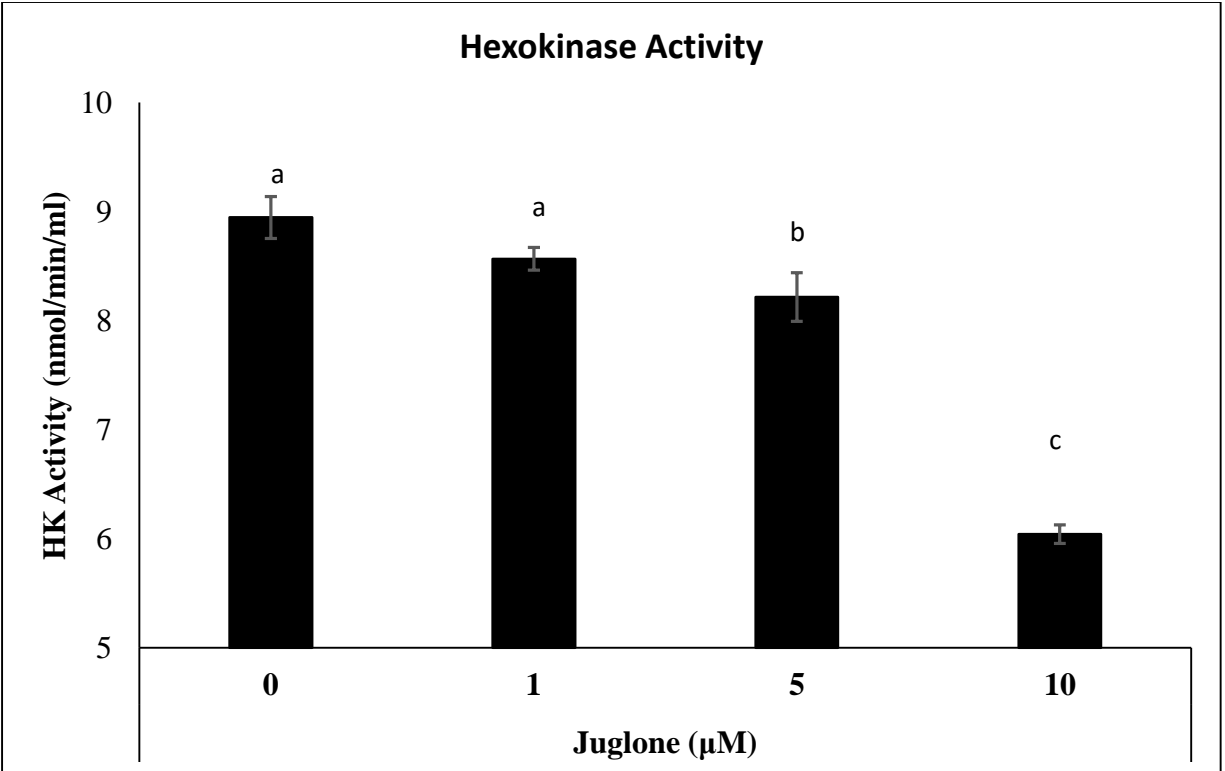 Hexokinase Activity
HK Activity (nmol/min/ml)
10
9
8
7
6
5
a
a
b
c
0 1 5 10
Juglone (μM)